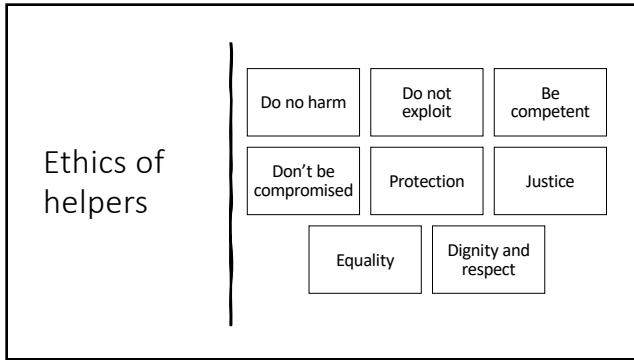 Ethics of
helpers
Do no harm
Do not
exploit
Be
competent
Don’t be
compromised
Protection
Justice
Equality
Dignity and
respect